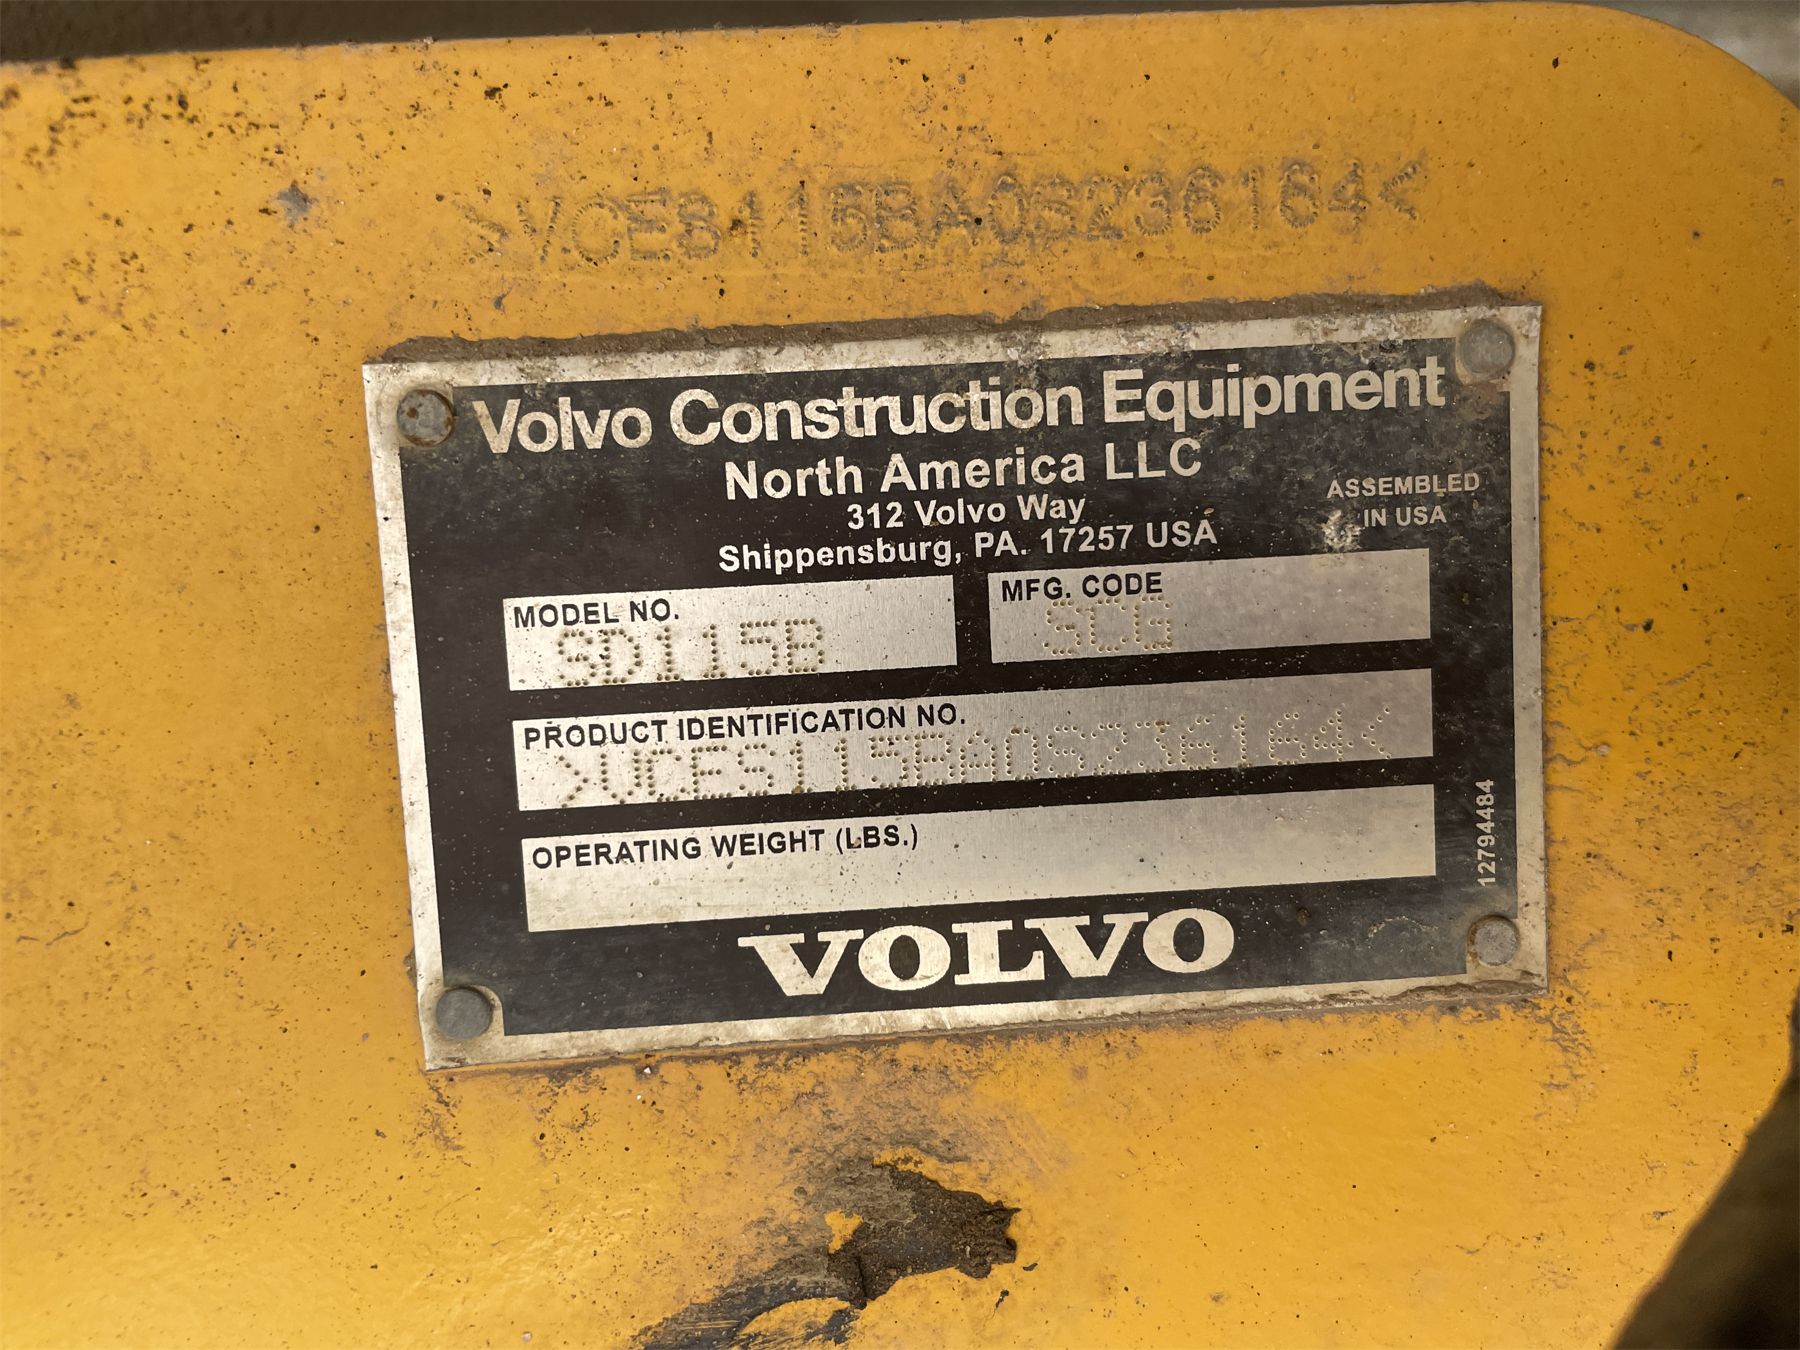 >VCES115BA0S236164<
Volvo Construction Equipment
North America LLC
312 Volvo Way
Shippensburg, PA. 17257 USA
ASSEMBLED
IN USA
MODEL NO.
SD115B
MFG. CODE
SCG
PRODUCT IDENTIFICATION NO.
>VCES115BA0S236164<
OPERATING WEIGHT (LBS.)
12794484
VOLVO